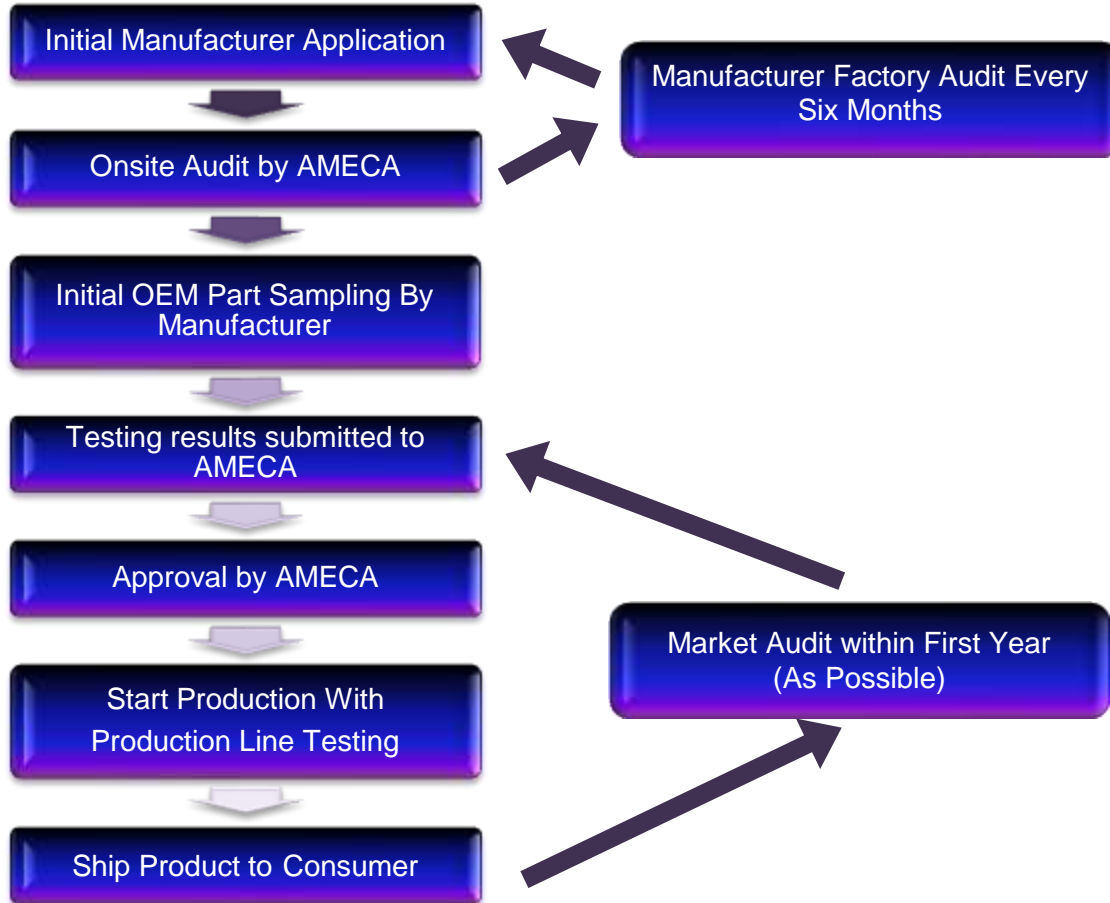 Initial Manufacturer Application
Manufacturer Factory Audit Every
Six Months
Onsite Audit by AMECA
Initial OEM Part Sampling By
Manufacturer
Testing results submitted to
AMECA
Approval by AMECA
Market Audit within First Year
(As Possible)
Start Production With
Production Line Testing
Ship Product to Consumer